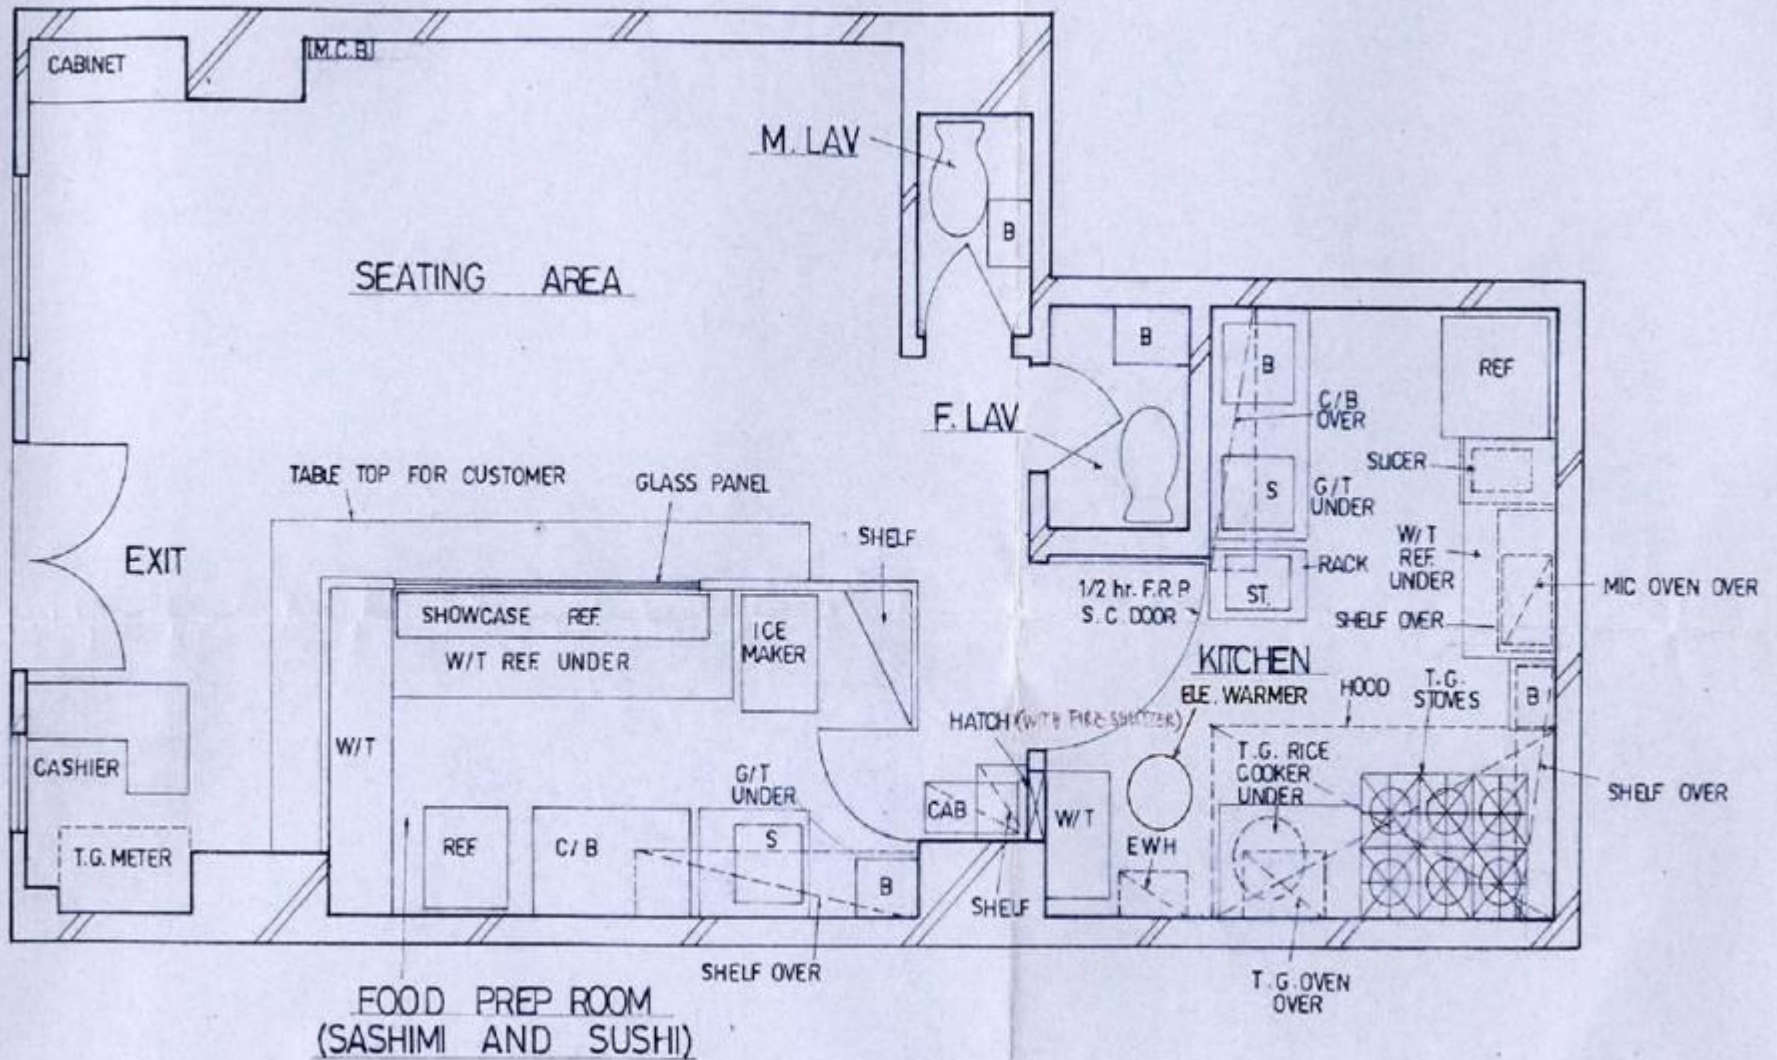 CABINET
M.C.B
M. LAV
B
SEATING AREA
B
REF
B
C/B
OVER
F. LAV
SLICER
TABLE TOP FOR CUSTOMER
GLASS PANEL
S
G/T
UNDER
SHELF
W/T
REF.
UNDER
EXIT
RACK
1/2 hr. F.R.P
S.C. DOOR
ST.
MIC OVEN OVER
SHOWCASE REF.
ICE
MAKER
SHELF OVER
W/T REF. UNDER
KITCHEN
ELE. WARMER
HOOD
T.G.
STOVES
B
HATCH (WITH FIRE SHUTTER)
W/T
CASHIER
T.G. RICE
COOKER
UNDER
G/T
UNDER
SHELF OVER
CAB
W/T
T.G. METER
REF.
C/B
S
EWH
B
SHELF
SHELF OVER
T.G. OVEN
OVER
FOOD PREP ROOM
(SASHIMI AND SUSHI)